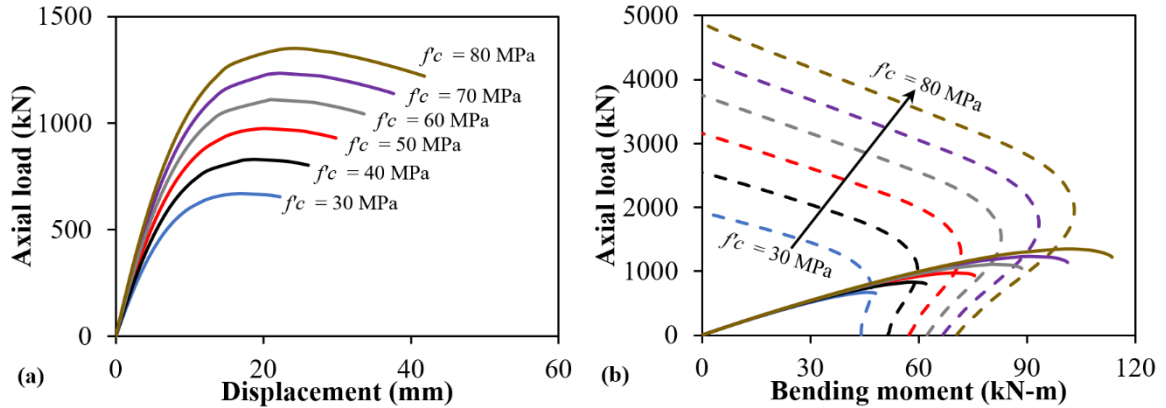 1500
1000
500
0
Axial load (kN)
f'c = 80 MPa
f'c = 70 MPa
f'c = 60 MPa
f'c = 50 MPa
f'c = 40 MPa
f'c = 30 MPa
0 20 40 60
(a) Displacement (mm)
5000
4000
3000
2000
1000
0
Axial load (kN)
f'c = 80 MPa
f'c = 30 MPa
0 30 60 90 120
(b) Bending moment (kN-m)